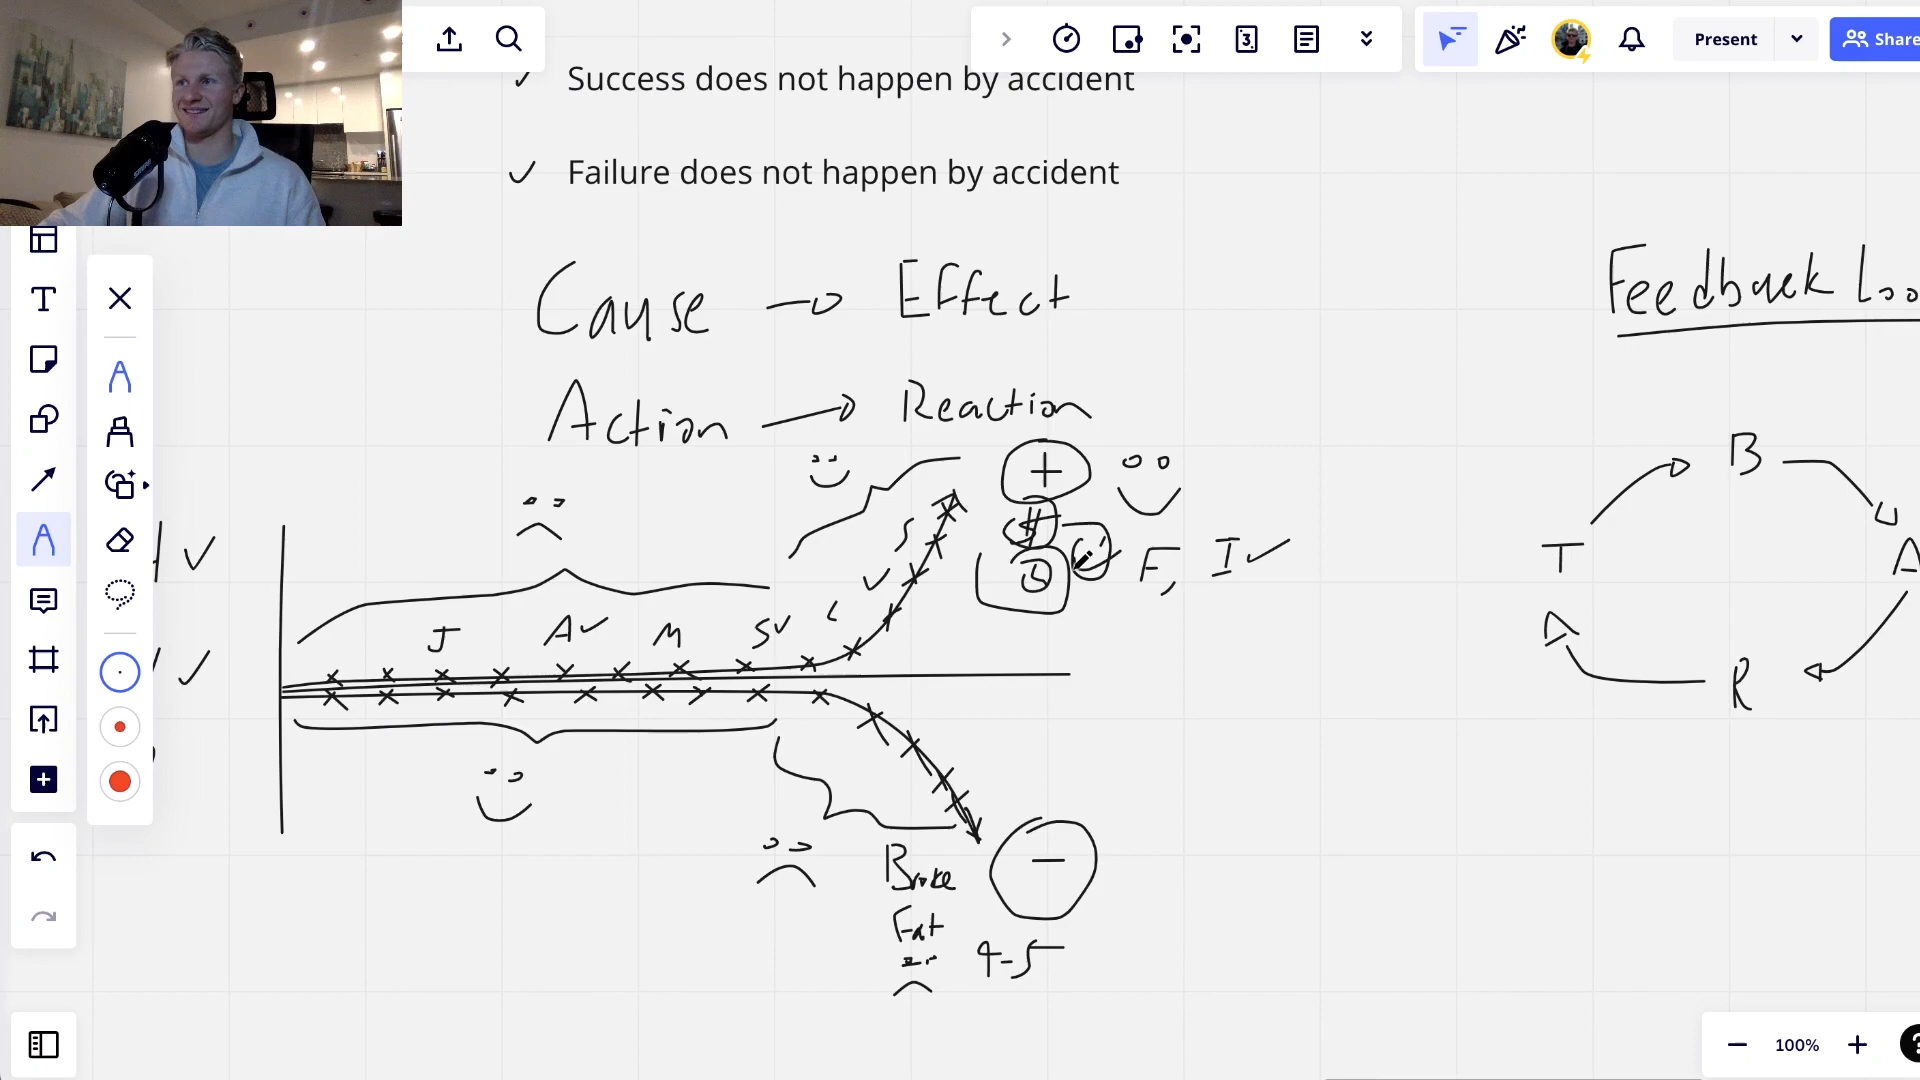 Present
Share
Success does not happen by accident
Failure does not happen by accident
Cause → Effect
Action → Reaction
Feedback Loo
B
T
A
A
R
+
$
F, I ✓
J A✓ M S✓
-
Broke
Fat
9-5
100%